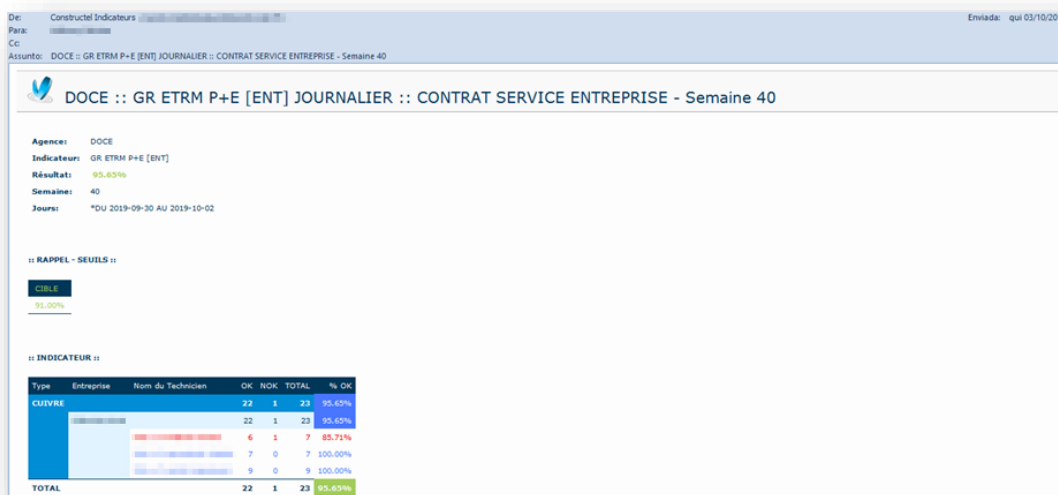 De: Constructel Indicateurs
Enviada: qui 03/10/20
Para:
Cc:
Assunto: DOCE :: GR ETRM P+E [ENT] JOURNALIER :: CONTRAT SERVICE ENTREPRISE - Semaine 40
DOCE :: GR ETRM P+E [ENT] JOURNALIER :: CONTRAT SERVICE ENTREPRISE - Semaine 40
Agence: DOCE
Indicateur: GR ETRM P+E [ENT]
Résultat: 95.65%
Semaine: 40
Jours: *DU 2019-09-30 AU 2019-10-02
:: RAPPEL - SEUILS ::
CIBLE
91.00%
:: INDICATEUR ::
Type Entreprise Nom du Technicien OK NOK TOTAL % OK
CUIVRE 22 1 23 95.65%
22 1 23 95.65%
6 1 7 85.71%
7 0 7 100.00%
9 0 9 100.00%
TOTAL 22 1 23 95.65%